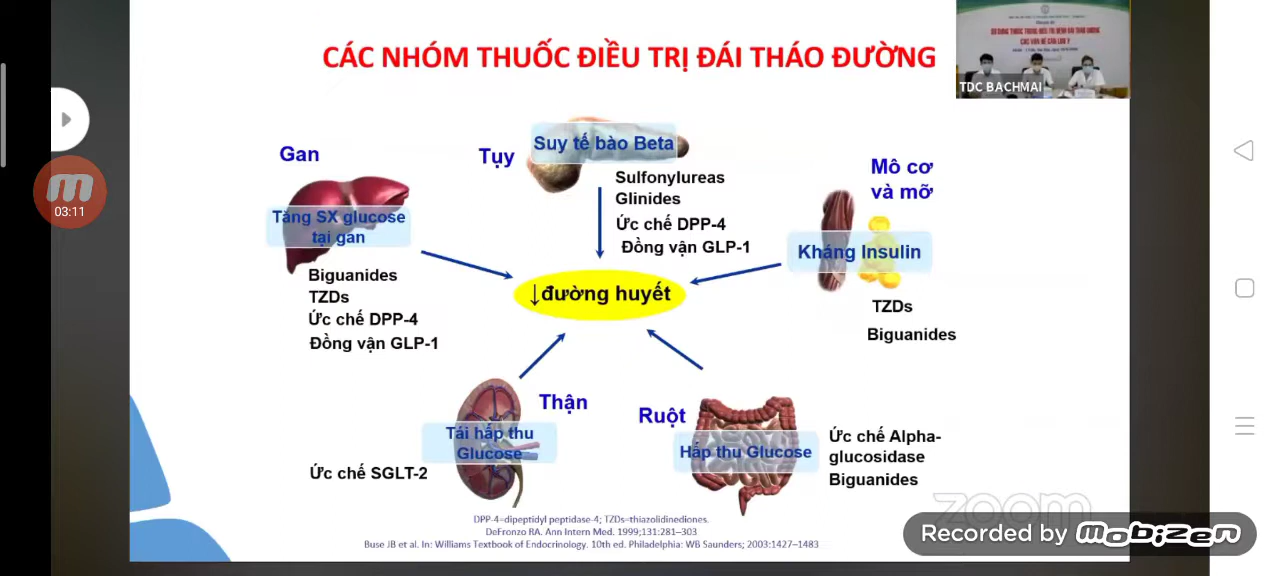 CÁC NHÓM THUỐC ĐIỀU TRỊ ĐÁI THÁO ĐƯỜNG
TDC BACHMAI
03:11
Gan
Tăng SX glucose
tại gan
Biguanides
TZDs
Ức chế DPP-4
Đồng vận GLP-1
Tụy
Suy tế bào Beta
Sulfonylureas
Glinides
Ức chế DPP-4
Đồng vận GLP-1
Mô cơ
và mỡ
Kháng Insulin
TZDs
Biguanides
↓đường huyết
Thận
Tái hấp thu
Glucose
Ức chế SGLT-2
Ruột
Hấp thu Glucose
Ức chế Alpha-
glucosidase
Biguanides
DPP-4=dipeptidyl peptidase-4; TZDs=thiazolidinediones.
DeFronzo RA. Ann Intern Med. 1999;131:281–303
Buse JB et al. In: Williams Textbook of Endocrinology. 10th ed. Philadelphia: WB Saunders; 2003:1427–1483
zoom
Recorded by mobizen